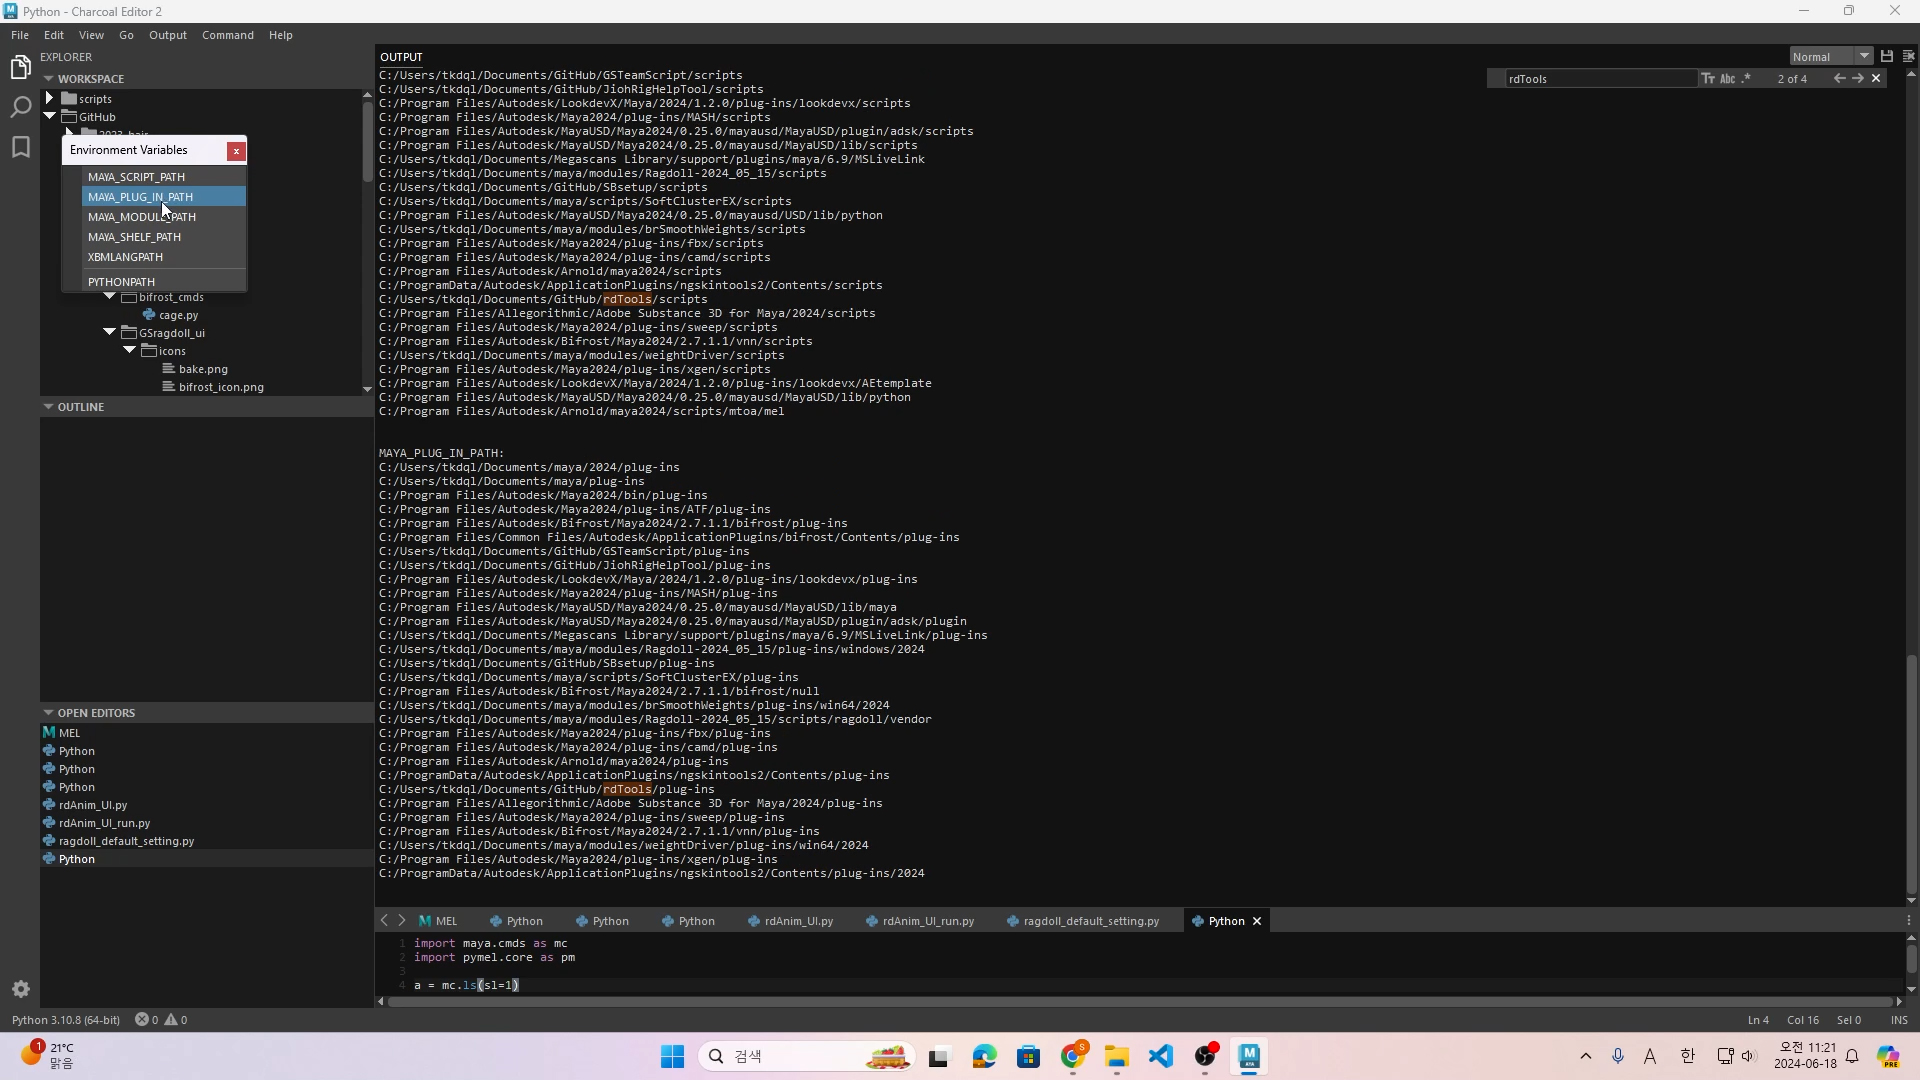 Python - Charcoal Editor 2
File Edit View Go Output Command Help
EXPLORER
WORKSPACE
scripts
GitHub
Environment Variables
MAYA_SCRIPT_PATH
MAYA_PLUG_IN_PATH
MAYA_MODULE_PATH
MAYA_SHELF_PATH
XBMLANGPATH
PYTHONPATH
bifrost_cmds
cage.py
GSragdoll_ui
icons
bake.png
bifrost_icon.png
OUTLINE
OPEN EDITORS
MEL
Python
Python
Python
rdAnim_UI.py
rdAnim_UI_run.py
ragdoll_default_setting.py
Python
OUTPUT
Normal
rdTools
2 of 4
C:/Users/tkdql/Documents/GitHub/GSTeamScript/scripts
C:/Users/tkdql/Documents/GitHub/JiohRigHelpTool/scripts
C:/Program Files/Autodesk/LookdevX/Maya/2024/1.2.0/plug-ins/lookdevx/scripts
C:/Program Files/Autodesk/Maya2024/plug-ins/MASH/scripts
C:/Program Files/Autodesk/MayaUSD/Maya2024/0.25.0/mayausd/MayaUSD/plugin/adsk/scripts
C:/Program Files/Autodesk/MayaUSD/Maya2024/0.25.0/mayausd/MayaUSD/lib/scripts
C:/Users/tkdql/Documents/Megascans Library/support/plugins/maya/6.9/MSLiveLink
C:/Users/tkdql/Documents/maya/modules/Ragdoll-2024_05_15/scripts
C:/Users/tkdql/Documents/GitHub/SBsetup/scripts
C:/Users/tkdql/Documents/maya/scripts/SoftClusterEX/scripts
C:/Program Files/Autodesk/MayaUSD/Maya2024/0.25.0/mayausd/USD/lib/python
C:/Users/tkdql/Documents/maya/modules/brSmoothWeights/scripts
C:/Program Files/Autodesk/Maya2024/plug-ins/fbx/scripts
C:/Program Files/Autodesk/Maya2024/plug-ins/camd/scripts
C:/Program Files/Autodesk/Arnold/maya2024/scripts
C:/ProgramData/Autodesk/ApplicationPlugins/ngskintools2/Contents/scripts
C:/Users/tkdql/Documents/GitHub/rdTools/scripts
C:/Program Files/Allegorithmic/Adobe Substance 3D for Maya/2024/scripts
C:/Program Files/Autodesk/Maya2024/plug-ins/sweep/scripts
C:/Program Files/Autodesk/Bifrost/Maya2024/2.7.1.1/vnn/scripts
C:/Users/tkdql/Documents/maya/modules/weightDriver/scripts
C:/Program Files/Autodesk/Maya2024/plug-ins/xgen/scripts
C:/Program Files/Autodesk/LookdevX/Maya/2024/1.2.0/plug-ins/lookdevx/AEtemplate
C:/Program Files/Autodesk/MayaUSD/Maya2024/0.25.0/mayausd/MayaUSD/lib/python
C:/Program Files/Autodesk/Arnold/maya2024/scripts/mtoa/mel
MAYA_PLUG_IN_PATH:
C:/Users/tkdql/Documents/maya/2024/plug-ins
C:/Users/tkdql/Documents/maya/plug-ins
C:/Program Files/Autodesk/Maya2024/bin/plug-ins
C:/Program Files/Autodesk/Maya2024/plug-ins/ATF/plug-ins
C:/Program Files/Autodesk/Bifrost/Maya2024/2.7.1.1/bifrost/plug-ins
C:/Program Files/Common Files/Autodesk/ApplicationPlugins/bifrost/Contents/plug-ins
C:/Users/tkdql/Documents/GitHub/GSTeamScript/plug-ins
C:/Users/tkdql/Documents/GitHub/JiohRigHelpTool/plug-ins
C:/Program Files/Autodesk/LookdevX/Maya/2024/1.2.0/plug-ins/lookdevx/plug-ins
C:/Program Files/Autodesk/Maya2024/plug-ins/MASH/plug-ins
C:/Program Files/Autodesk/MayaUSD/Maya2024/0.25.0/mayausd/MayaUSD/lib/maya
C:/Program Files/Autodesk/MayaUSD/Maya2024/0.25.0/mayausd/MayaUSD/plugin/adsk/plugin
C:/Users/tkdql/Documents/Megascans Library/support/plugins/maya/6.9/MSLiveLink/plug-ins
C:/Users/tkdql/Documents/maya/modules/Ragdoll-2024_05_15/plug-ins/windows/2024
C:/Users/tkdql/Documents/GitHub/SBsetup/plug-ins
C:/Users/tkdql/Documents/maya/scripts/SoftClusterEX/plug-ins
C:/Program Files/Autodesk/Bifrost/Maya2024/2.7.1.1/bifrost/null
C:/Users/tkdql/Documents/maya/modules/brSmoothWeights/plug-ins/win64/2024
C:/Users/tkdql/Documents/maya/modules/Ragdoll-2024_05_15/scripts/ragdoll/vendor
C:/Program Files/Autodesk/Maya2024/plug-ins/fbx/plug-ins
C:/Program Files/Autodesk/Maya2024/plug-ins/camd/plug-ins
C:/Program Files/Autodesk/Arnold/maya2024/plug-ins
C:/ProgramData/Autodesk/ApplicationPlugins/ngskintools2/Contents/plug-ins
C:/Users/tkdql/Documents/GitHub/rdTools/plug-ins
C:/Program Files/Allegorithmic/Adobe Substance 3D for Maya/2024/plug-ins
C:/Program Files/Autodesk/Maya2024/plug-ins/sweep/plug-ins
C:/Program Files/Autodesk/Bifrost/Maya2024/2.7.1.1/vnn/plug-ins
C:/Users/tkdql/Documents/maya/modules/weightDriver/plug-ins/win64/2024
C:/Program Files/Autodesk/Maya2024/plug-ins/xgen/plug-ins
C:/ProgramData/Autodesk/ApplicationPlugins/ngskintools2/Contents/plug-ins/2024
MEL Python Python Python rdAnim_UI.py rdAnim_UI_run.py ragdoll_default_setting.py Python
1 import maya.cmds as mc
2 import pymel.core as pm
3
4 a = mc.ls(sl=1)
Python 3.10.8 (64-bit) 0 0
Ln 4 Col 16 Sel 0 INS
1 21°C
맑음
검색
A 한
오전 11:21
2024-06-18